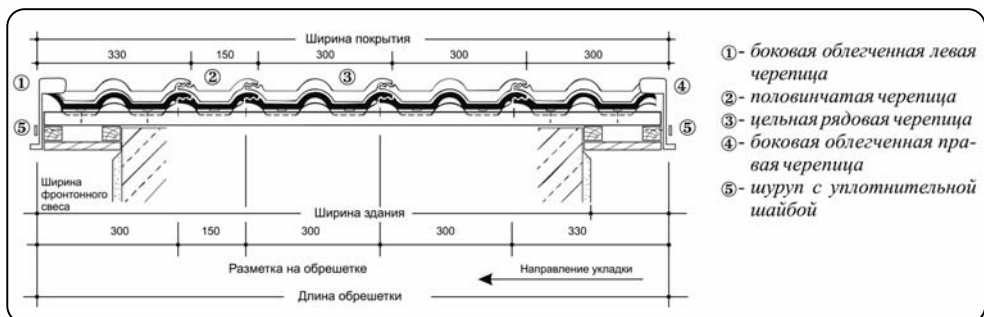 Ширина покрытия
330 150 300 300 300
① ② ③ ④
⑤ ⑤
Ширина
фронтонного
свеса
Ширина здания
300 150 300 300 330
Разметка на обрешетке
Направление укладки
Длина обрешетки
①- боковая облегченная левая
черепица
②- половинчатая черепица
③- цельная рядовая черепица
④- боковая облегченная пра-
вая черепица
⑤- шуруп с уплотнительной
шайбой